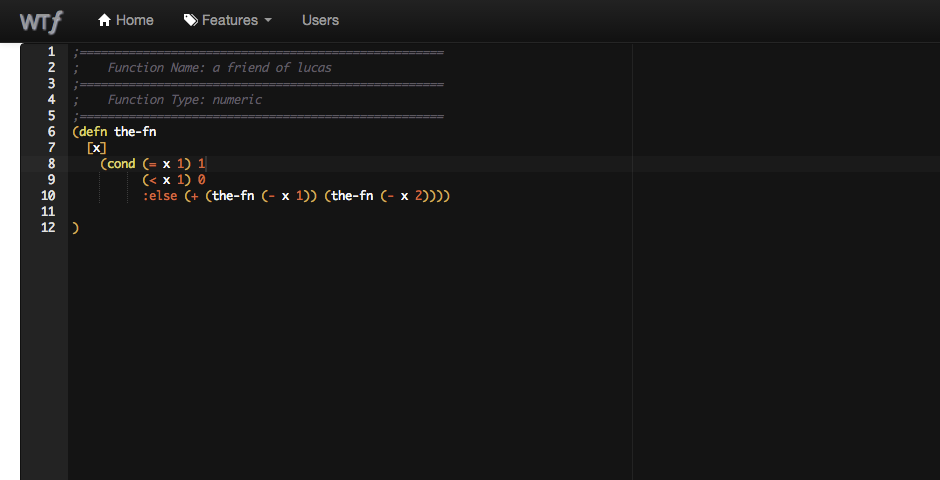 WTƒ Home Features Users
1 ;====================================================
2 ;    Function Name: a friend of lucas
3 ;====================================================
4 ;    Function Type: numeric
5 ;====================================================
6 (defn the-fn
7   [x]
8     (cond (= x 1) 1
9           (< x 1) 0
10           :else (+ (the-fn (- x 1)) (the-fn (- x 2))))
11
12 )